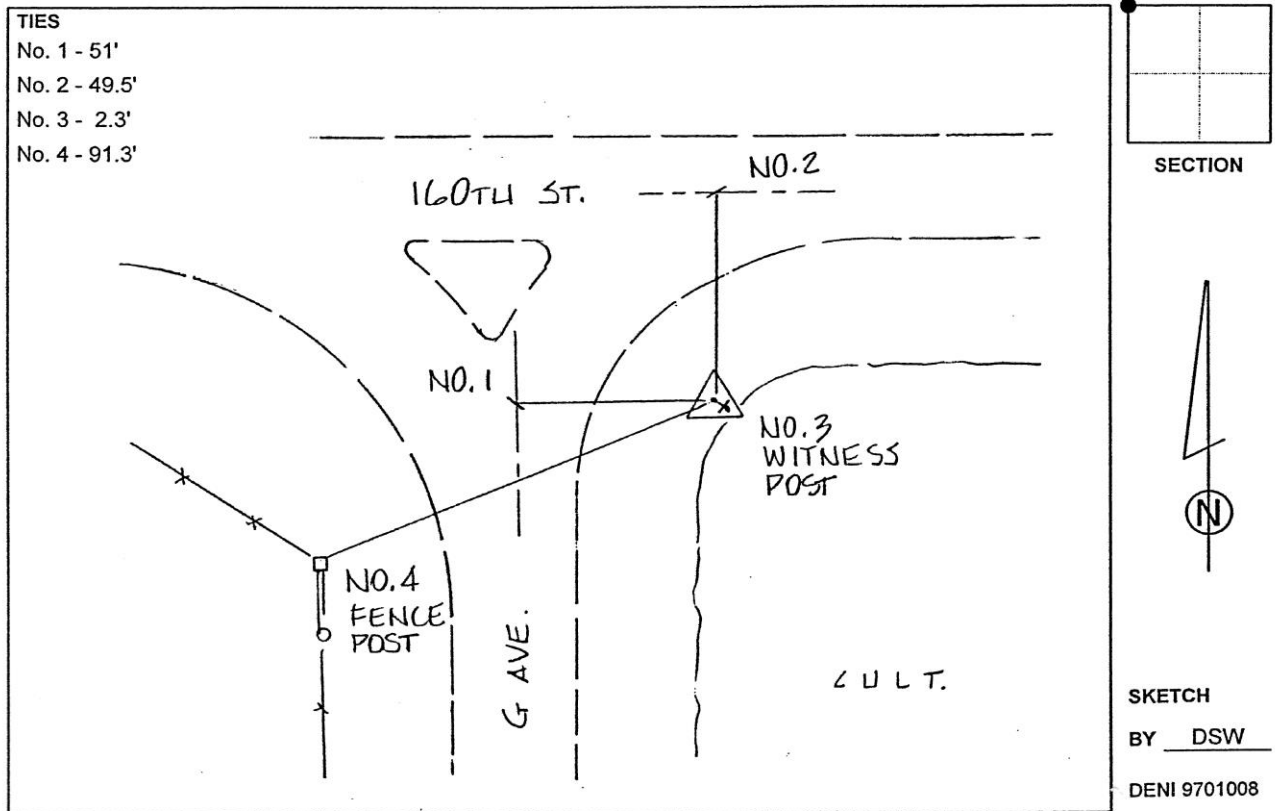 TIES
No. 1 - 51'
No. 2 - 49.5'
No. 3 - 2.3'
No. 4 - 91.3'
160TH ST.
NO.2
NO.1
NO.3
WITNESS
POST
NO.4
FENCE
POST
G AVE.
CULT.
SECTION
N
SKETCH
BY DSW
DENI 9701008